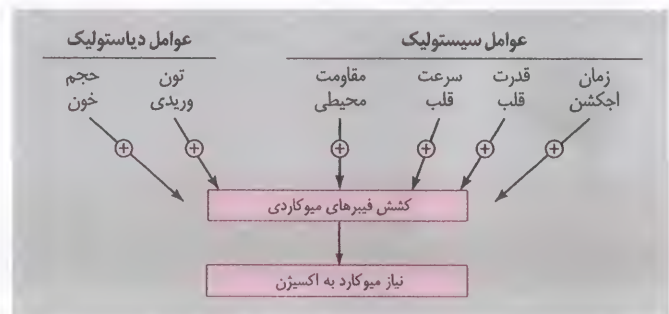 عوامل سیستولیک
عوامل دیاستولیک
زمان اجکشن
قدرت قلب
سرعت قلب
مقاومت محیطی
تون وریدی
حجم خون
+
+
+
+
+
+
کشش فیبرهای میوکاردی
نیاز میوکارد به اکسیژن